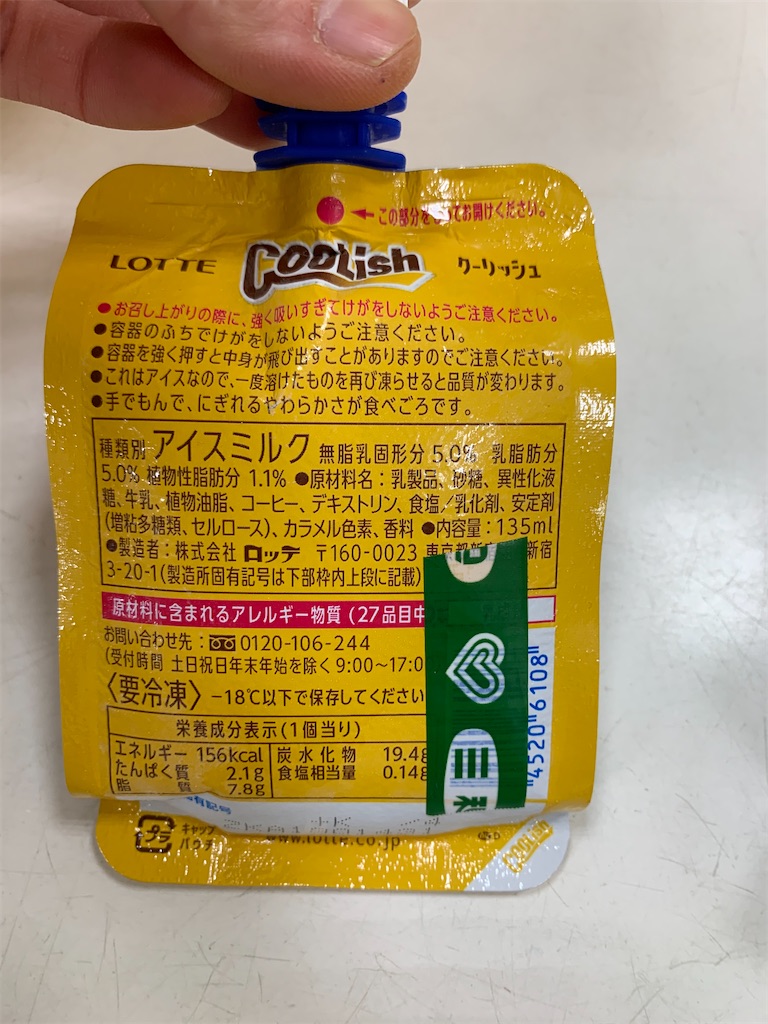 この部分を
てお開けください。
LOTTE Coolish クーリッシュ
●お召し上がりの際に、強く吸いすぎてけがをしないようご注意ください。
●容器のふちでけがをしないようご注意ください。
●容器を強く押すと中身が飛び出すことがありますのでご注意ください。
●これはアイスなので、一度溶けたものを再び凍らせると品質が変わります。
●手でもんで、にぎれるやわらかさが食べごろです。
種類別 アイスミルク 無脂乳固形分 5.0% 乳脂肪分
5.0% 植物性脂肪分 1.1% ●原材料名：乳製品、砂糖、異性化液
糖、牛乳、植物油脂、コーヒー、デキストリン、食塩／乳化剤、安定剤
(増粘多糖類、セルロース)、カラメル色素、香料 ●内容量：135ml
●製造者：株式会社 ロッテ 〒160-0023 東京都新 新宿
3-20-1(製造所固有記号は下部枠内上段に記載)
原材料に含まれるアレルギー物質 (27品目中
お問い合わせ先： 0120-106-244
(受付時間 土日祝日年末年始を除く 9:00～17:0
〈要冷凍〉 －18℃以下で保存してください
栄養成分表示(1個当り)
エネルギー 156kcal 炭水化物 19.4g
たんぱく質 2.1g 食塩相当量 0.14g
脂質 7.8g
4520"6108"
有記号
プラ キャップ
パウチ
www.lotte.co.jp
COOLISH